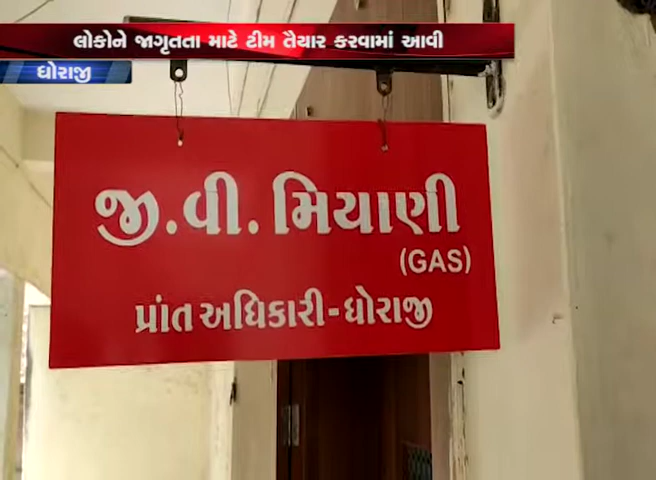 લોકોને જાગૃતતા માટે ટીમ તૈયાર કરવામાં આવી
ધોરાજી
જી.વી. મિયાણી
(GAS)
પ્રાંત અધિકારી-ધોરાજી